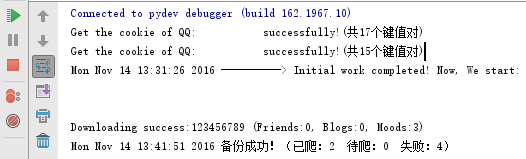 Connected to pydev debugger (build 162.1967.10)
Get the cookie of QQ: successfully!(共17个键值对)
Get the cookie of QQ: successfully!(共15个键值对)
Mon Nov 14 13:31:26 2016 ----------> Initial work completed! Now, We start:
Downloading success:123456789 (Friends:0, Blogs:0, Moods:3)
Mon Nov 14 13:41:51 2016 备份成功! (已爬: 2 待爬: 0 失败: 4)